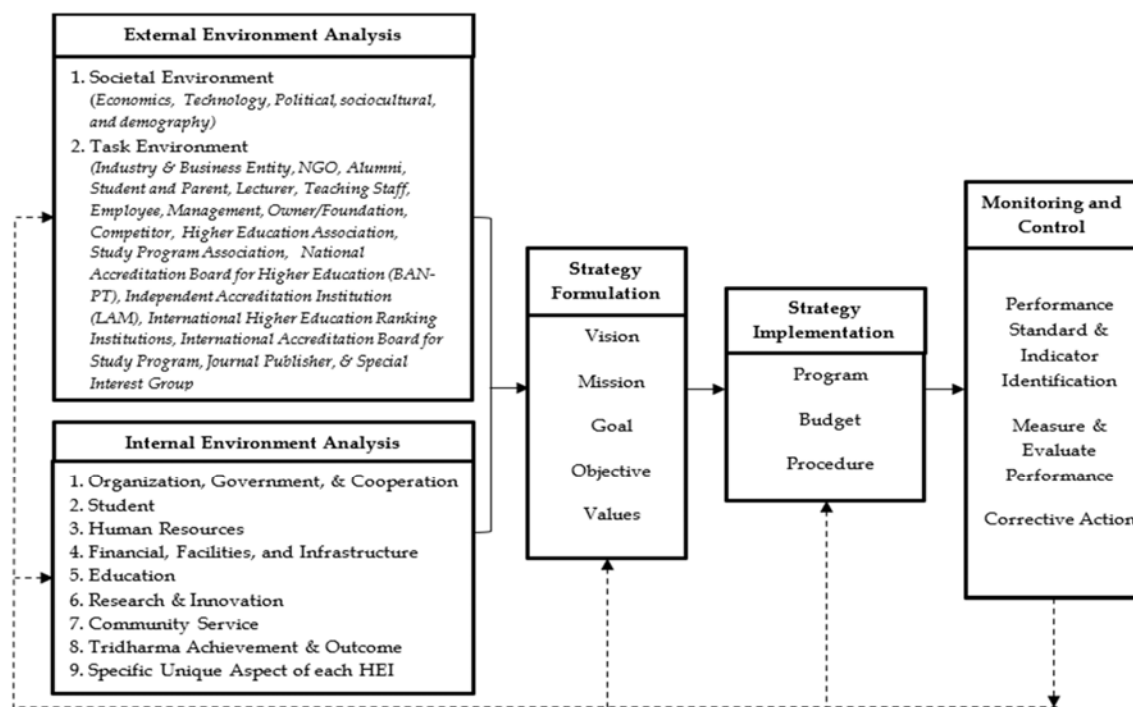 External Environment Analysis
1. Societal Environment
(Economics, Technology, Political, sociocultural,
and demography)
2. Task Environment
(Industry & Business Entity, NGO, Alumni,
Student and Parent, Lecturer, Teaching Staff,
Employee, Management, Owner/Foundation,
Competitor, Higher Education Association,
Study Program Association, National
Accreditation Board for Higher Education (BAN-
PT), Independent Accreditation Institution
(LAM), International Higher Education Ranking
Institutions, International Accreditation Board for
Study Program, Journal Publisher, & Special
Interest Group
Internal Environment Analysis
1. Organization, Government, & Cooperation
2. Student
3. Human Resources
4. Financial, Facilities, and Infrastructure
5. Education
6. Research & Innovation
7. Community Service
8. Tridharma Achievement & Outcome
9. Specific Unique Aspect of each HEI
Strategy
Formulation
Vision
Mission
Goal
Objective
Values
Strategy
Implementation
Program
Budget
Procedure
Monitoring and
Control
Performance
Standard &
Indicator
Identification
Measure &
Evaluate
Performance
Corrective Action